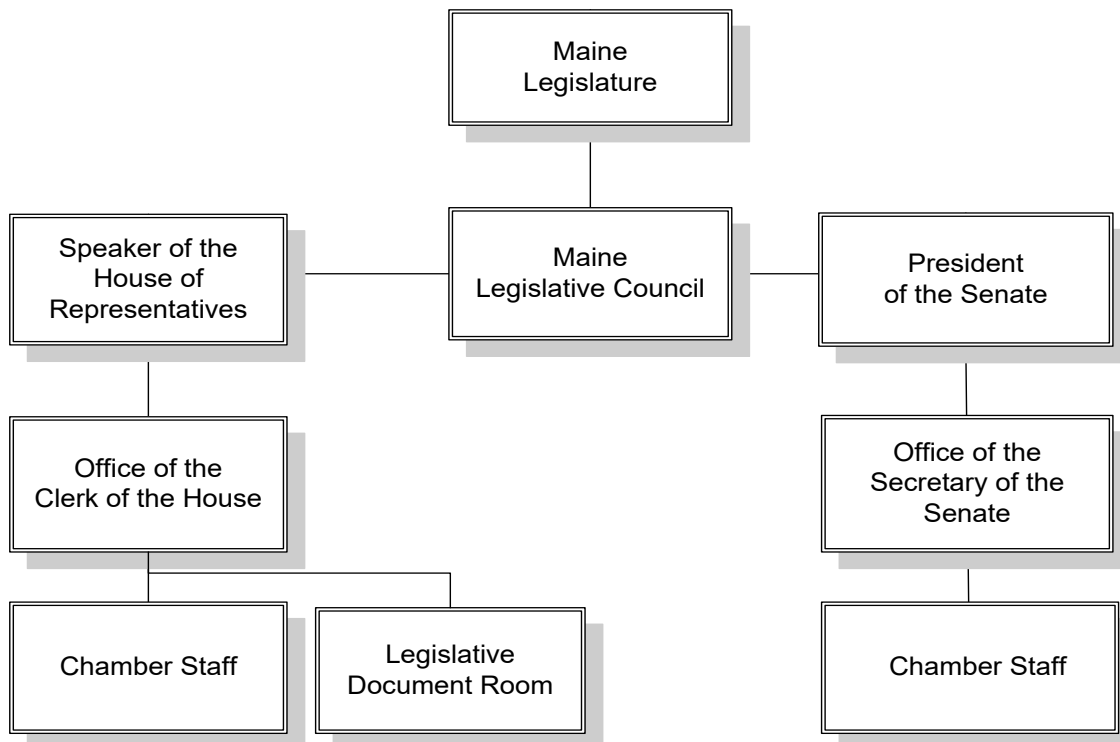 Maine
Legislature
Speaker of the
House of
Representatives
Maine
Legislative Council
President
of the Senate
Office of the
Clerk of the House
Office of the
Secretary of the
Senate
Chamber Staff
Legislative
Document Room
Chamber Staff